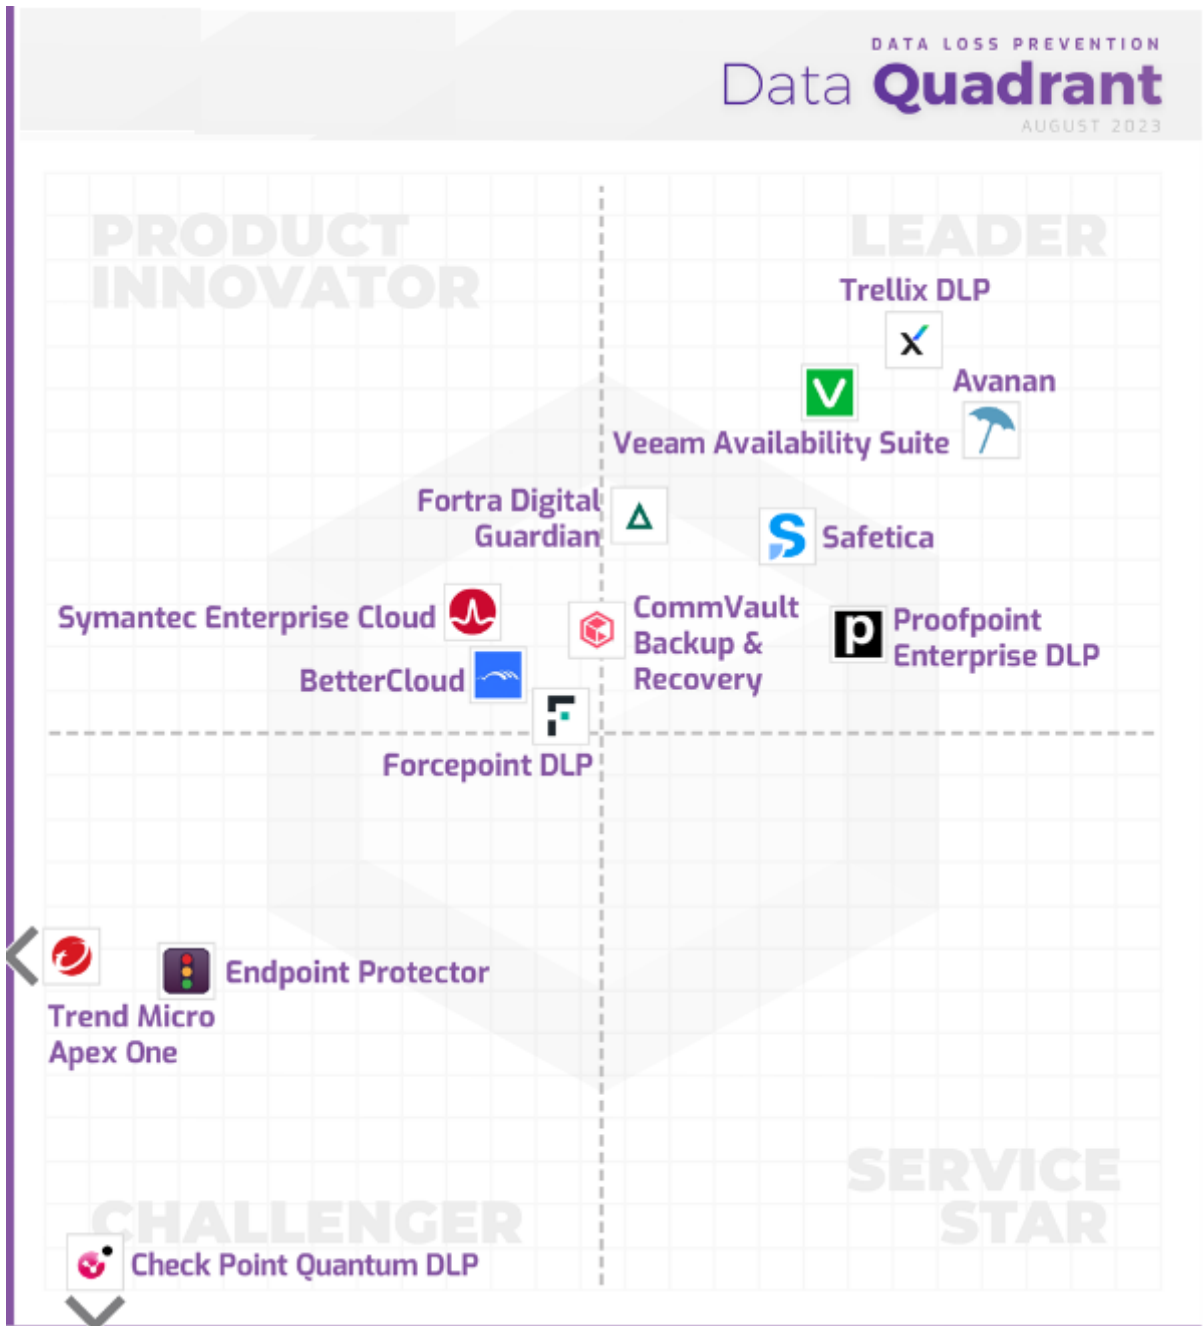 DATA LOSS PREVENTION
Data Quadrant
AUGUST 2023
PRODUCT
INNOVATOR
LEADER
Trellix DLP
Avanan
Veeam Availability Suite
Fortra Digital
Guardian
Safetica
Symantec Enterprise Cloud
CommVault
Backup &
Recovery
Proofpoint
Enterprise DLP
BetterCloud
Forcepoint DLP
Endpoint Protector
Trend Micro
Apex One
SERVICE
STAR
CHALLENGER
Check Point Quantum DLP